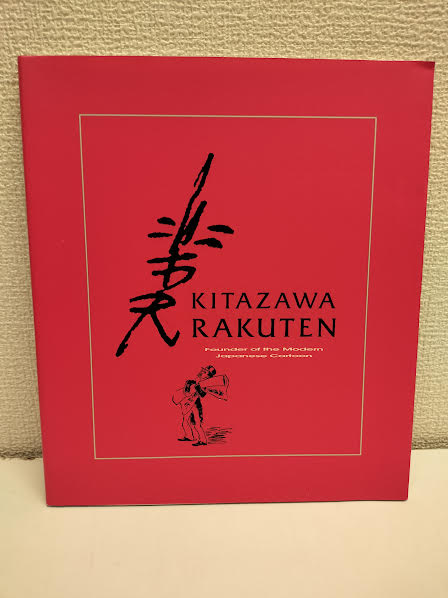 KITAZAWA
RAKUTEN
Founder of the Modern
Japanese Cartoon